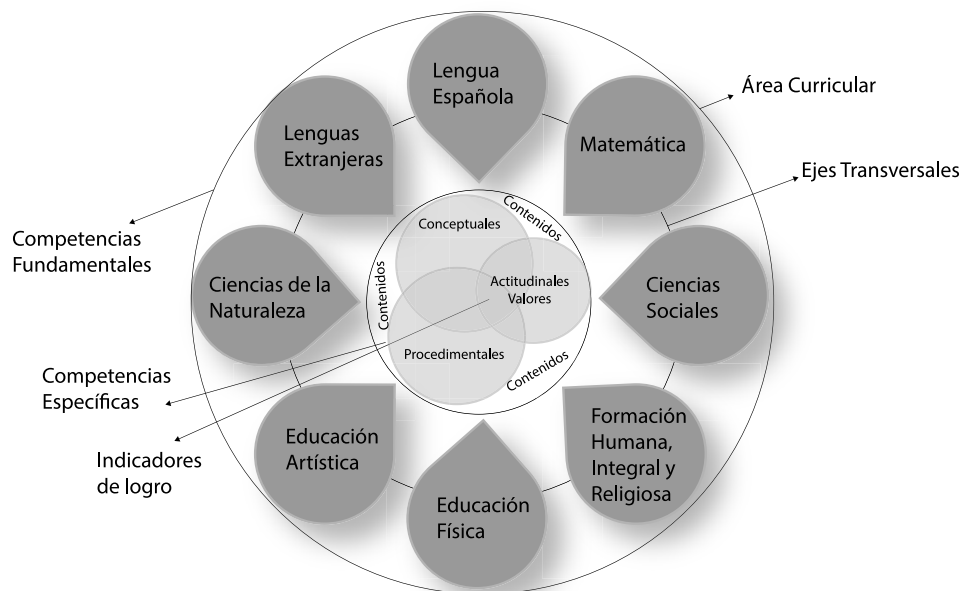 Lengua
Española
Lenguas
Extranjeras
Matemática
Área Curricular
Ejes Transversales
Competencias
Fundamentales
Contenidos
Conceptuales
Contenidos
Actitudinales
Valores
Procedimentales
Contenidos
Ciencias de la
Naturaleza
Ciencias
Sociales
Competencias
Específicas
Indicadores
de logro
Educación
Artística
Educación
Física
Formación
Humana,
Integral y
Religiosa